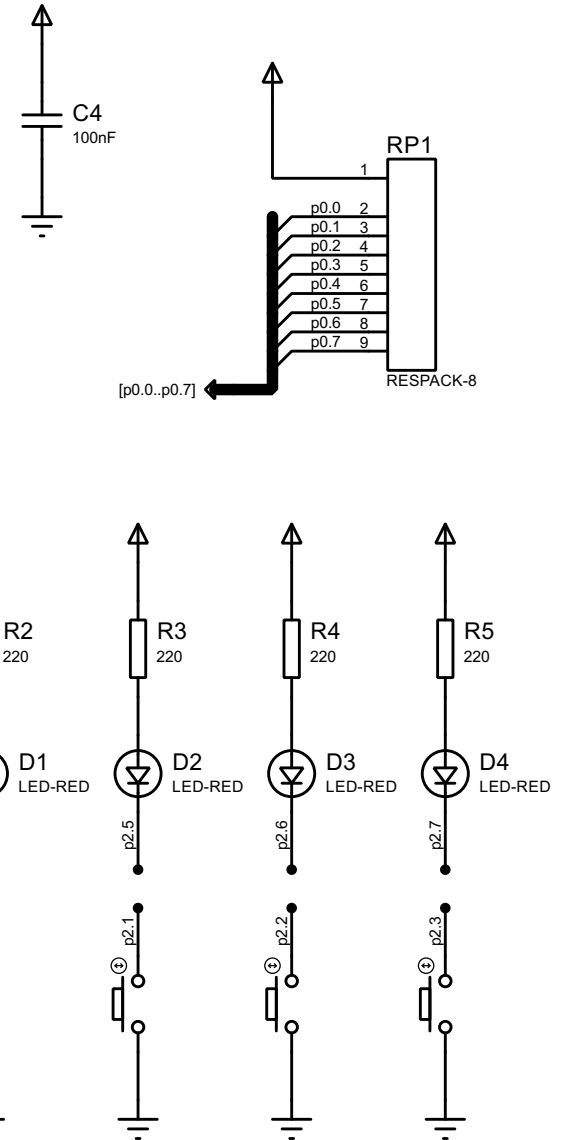 C4
100nF
RP1
1
p0.0 2
p0.1 3
p0.2 4
p0.3 5
p0.4 6
p0.5 7
p0.6 8
p0.7 9
RESPACK-8
[p0.0..p0.7]
R2
220
R3
220
R4
220
R5
220
D1
LED-RED
D2
LED-RED
D3
LED-RED
D4
LED-RED
p2.5
p2.6
p2.7
p2.1
p2.2
p2.3